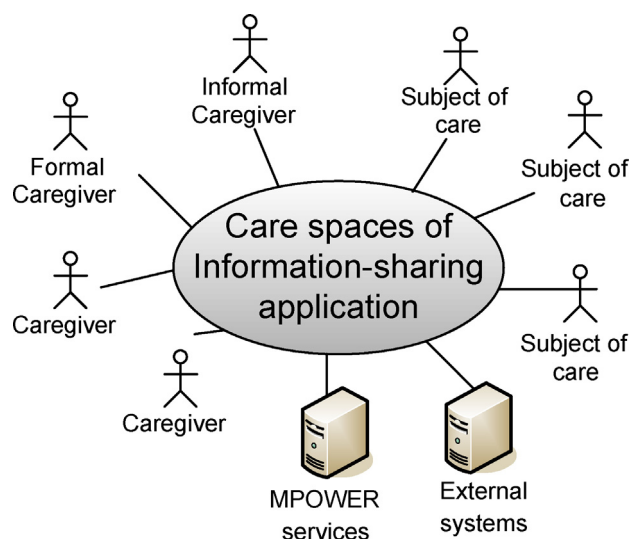 Informal
Caregiver
Subject of
care
Formal
Caregiver
Subject of
care
Care spaces of
Information-sharing
application
Caregiver
Subject of
care
Caregiver
MPOWER
services
External
systems